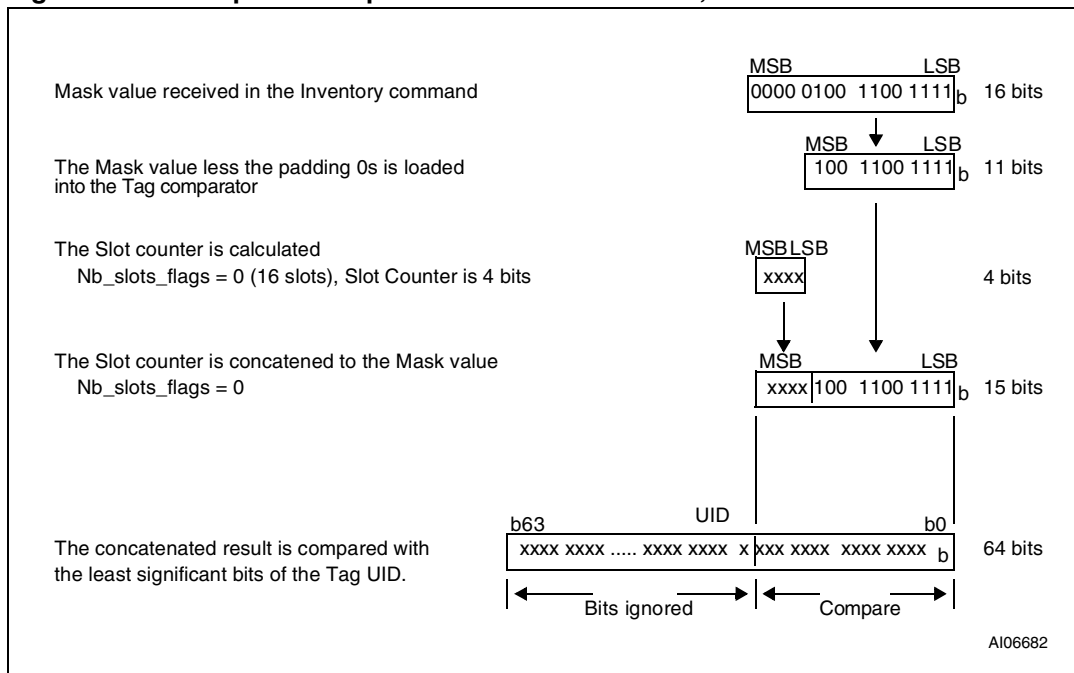 MSB LSB
Mask value received in the Inventory command 0000 0100 1100 1111 b 16 bits
MSB LSB
The Mask value less the padding 0s is loaded 100 1100 1111 b 11 bits
into the Tag comparator
The Slot counter is calculated MSB LSB
Nb_slots_flags = 0 (16 slots), Slot Counter is 4 bits xxxx 4 bits
The Slot counter is concatened to the Mask value MSB LSB
Nb_slots_flags = 0 xxxx 100 1100 1111 b 15 bits
UID
b63 b0
The concatenated result is compared with xxxx xxxx ..... xxxx xxxx x xxx xxxx xxxx xxxx b 64 bits
the least significant bits of the Tag UID.
Bits ignored Compare
AI06682